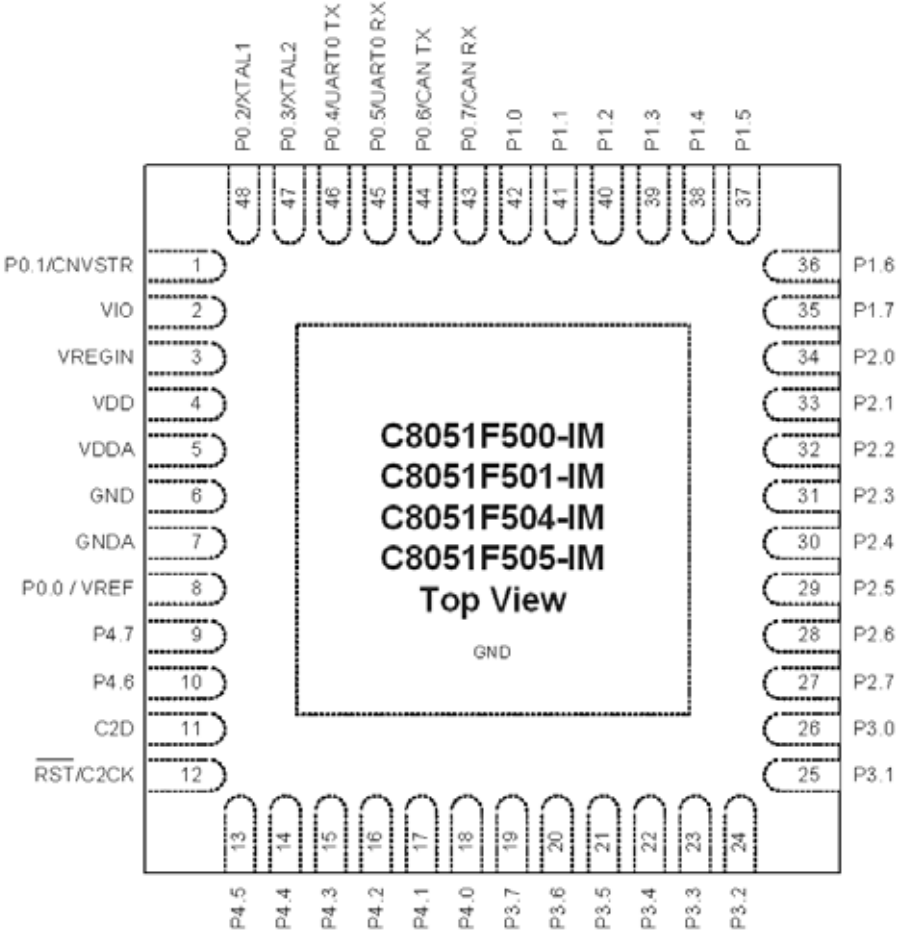 P0.2/XTAL1
P0.3/XTAL2
P0.4/UART0 TX
P0.5/UART0 RX
P0.6/CAN TX
P0.7/CAN RX
P1.0
P1.1
P1.2
P1.3
P1.4
P1.5
48
47
46
45
44
43
42
41
40
39
38
37
P0.1/CNVSTR 1
VIO 2
VREGIN 3
VDD 4
VDDA 5
GND 6
GNDA 7
P0.0 / VREF 8
P4.7 9
P4.6 10
C2D 11
RST/C2CK 12
C8051F500-IM
C8051F501-IM
C8051F504-IM
C8051F505-IM
Top View
GND
36 P1.6
35 P1.7
34 P2.0
33 P2.1
32 P2.2
31 P2.3
30 P2.4
29 P2.5
28 P2.6
27 P2.7
26 P3.0
25 P3.1
13
14
15
16
17
18
19
20
21
22
23
24
P4.5
P4.4
P4.3
P4.2
P4.1
P4.0
P3.7
P3.6
P3.5
P3.4
P3.3
P3.2